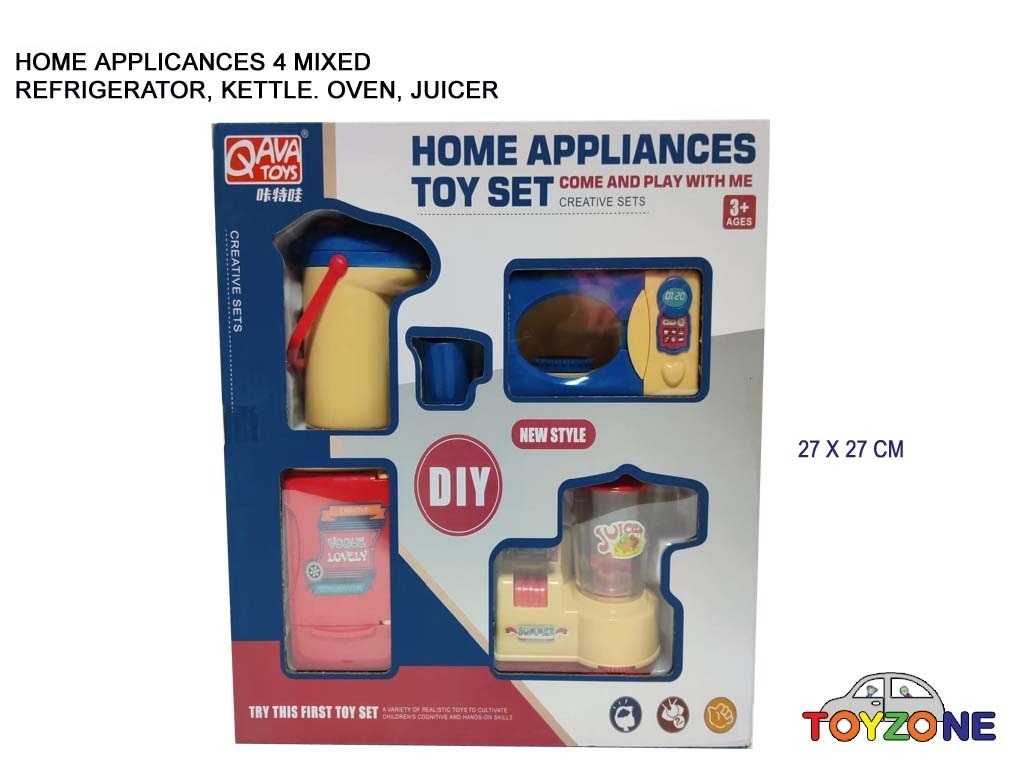 HOME APPLICANCES 4 MIXED
REFRIGERATOR, KETTLE. OVEN, JUICER
QAVA
TOYS
®
咔特哇
CREATIVE SETS
HOME APPLIANCES
TOY SET COME AND PLAY WITH ME
CREATIVE SETS
3+
AGES
01:20
NEW STYLE
DIY
27 X 27 CM
VOGUE
LOVELY
JUICE
SUMMER
TRY THIS FIRST TOY SET
A VARIETY OF REALISTIC TOYS TO CULTIVATE
CHILDREN'S COGNITIVE AND HANDS-ON SKILLS
TOYZONE